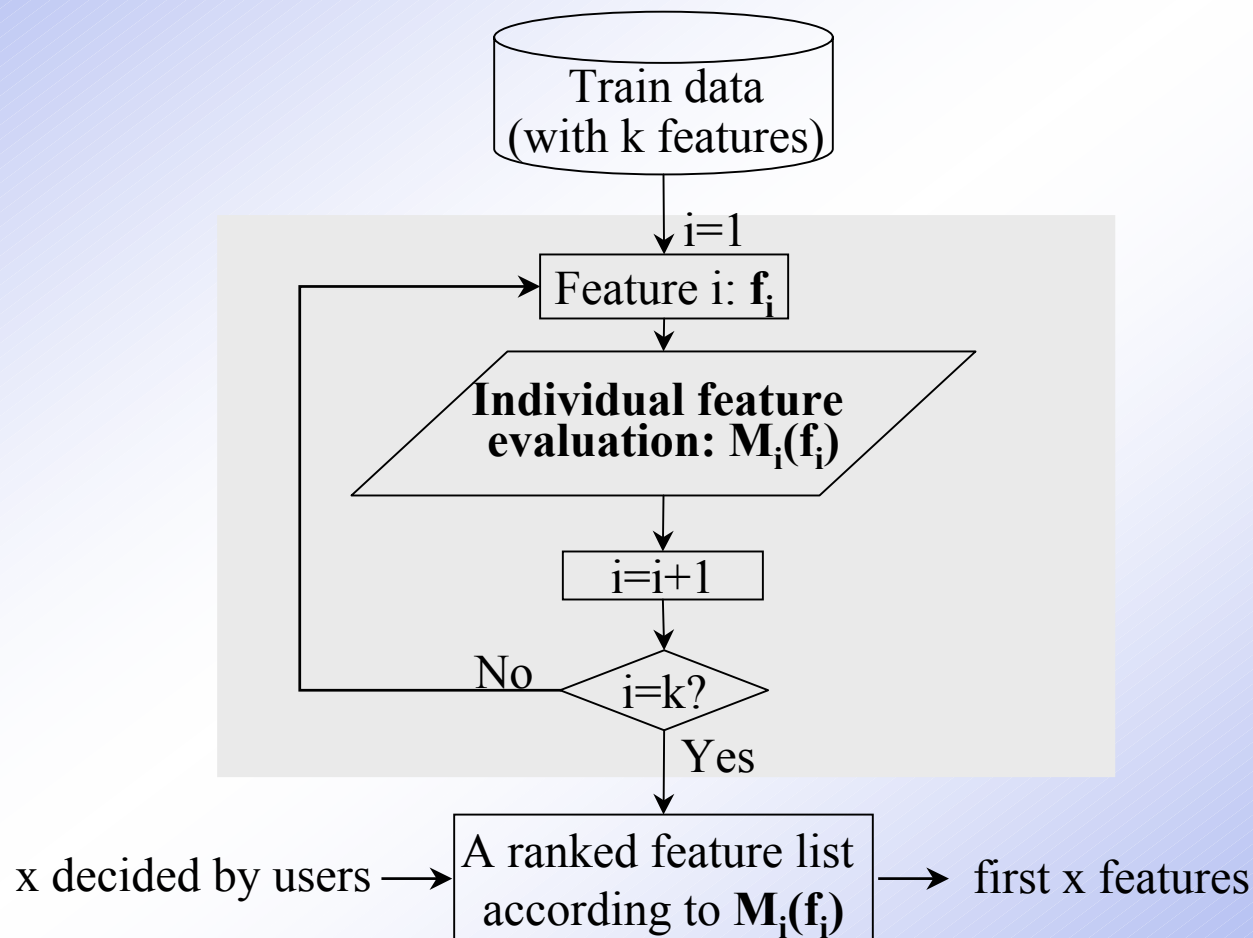 Train data
(with k features)
i=1
Feature i: fᵢ
Individual feature
evaluation: Mᵢ(fᵢ)
i=i+1
No
i=k?
Yes
x decided by users
A ranked feature list
according to Mᵢ(fᵢ)
first x features